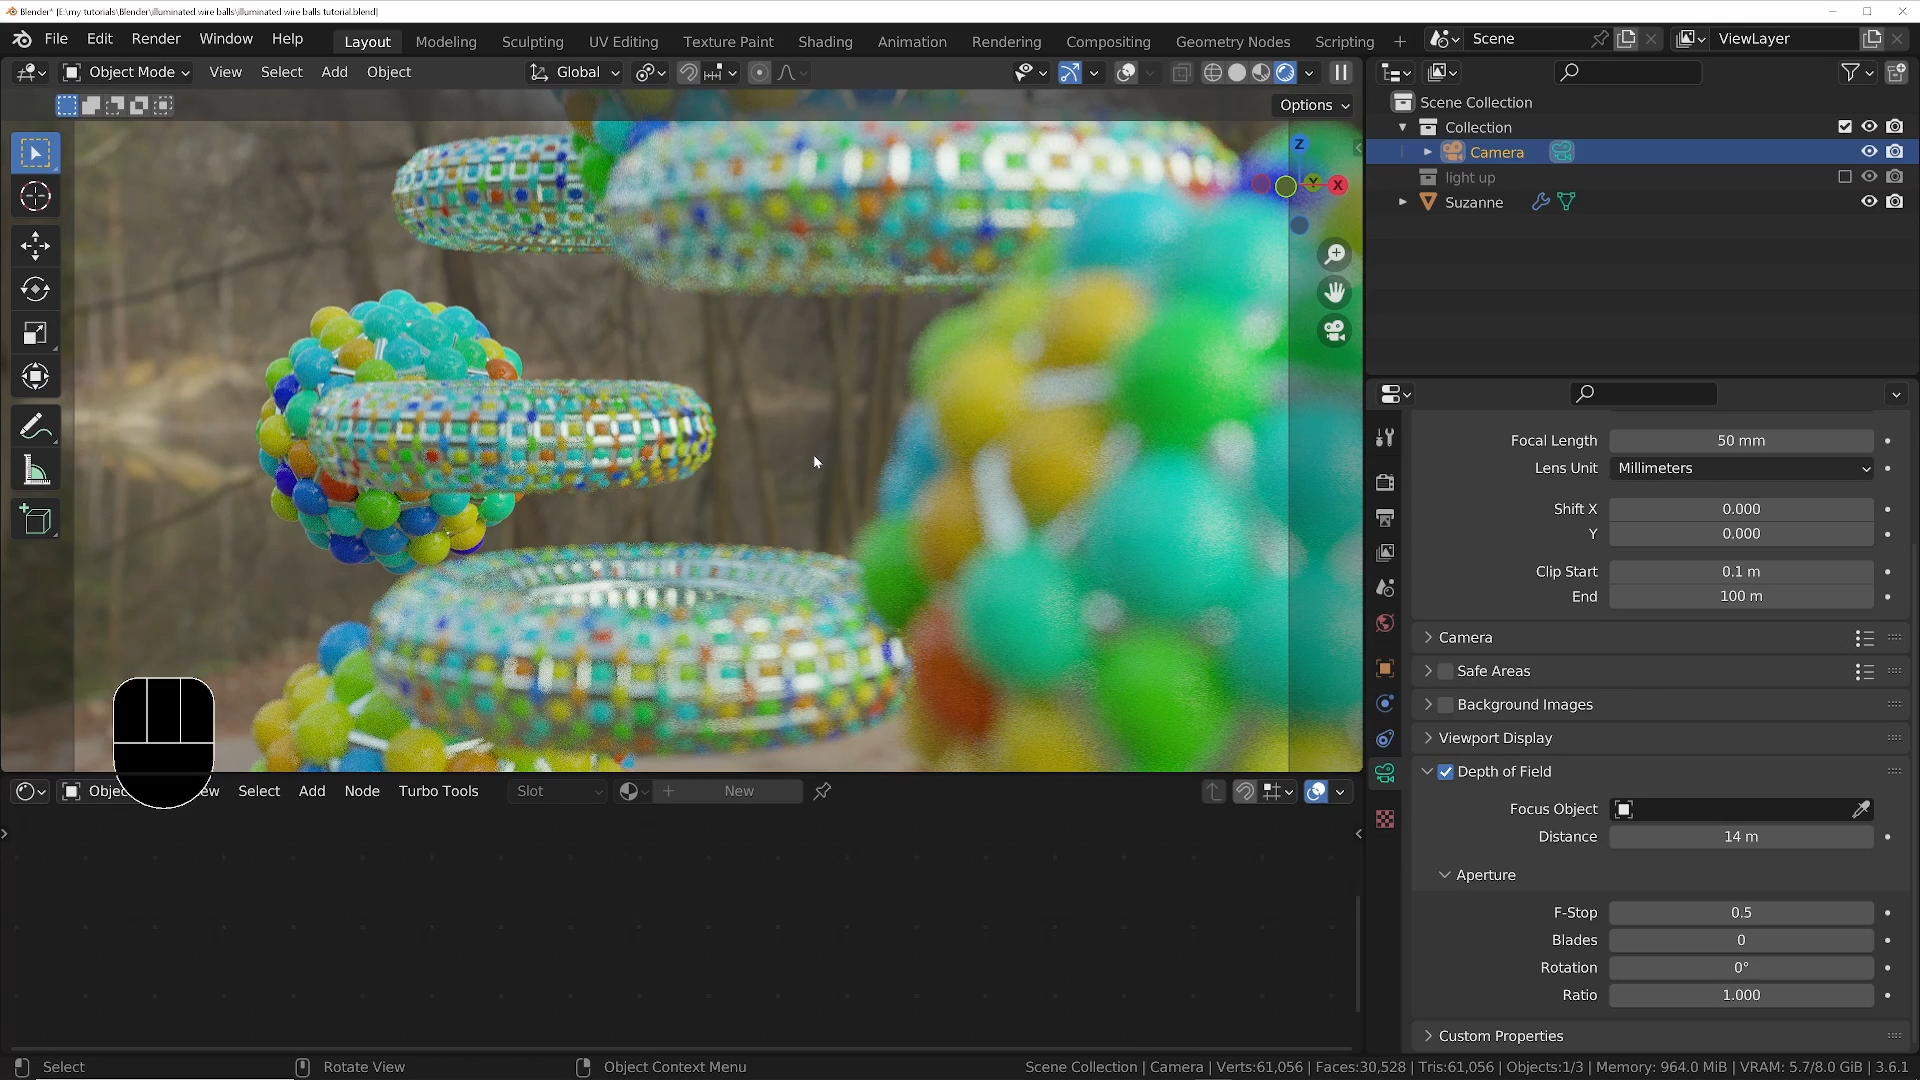 Blender* [E:\my tutorials\Blender\illuminated wire balls\illuminated wire balls tutorial.blend]
File Edit Render Window Help Layout Modeling Sculpting UV Editing Texture Paint Shading Animation Rendering Compositing Geometry Nodes Scripting + Scene ViewLayer
Object Mode View Select Add Object Global
Options
Z
X
Y
Scene Collection
Collection
Camera
light up
Suzanne
Focal Length 50 mm
Lens Unit Millimeters
Shift X 0.000
Y 0.000
Clip Start 0.1 m
End 100 m
Camera
Safe Areas
Background Images
Viewport Display
Depth of Field
Focus Object
Distance 14 m
Aperture
F-Stop 0.5
Blades 0
Rotation 0°
Ratio 1.000
Custom Properties
Select Add Node Turbo Tools Slot New
Select Rotate View Object Context Menu Scene Collection | Camera | Verts:61,056 | Faces:30,528 | Tris:61,056 | Objects:1/3 | Memory: 964.0 MiB | VRAM: 5.7/8.0 GiB | 3.6.1